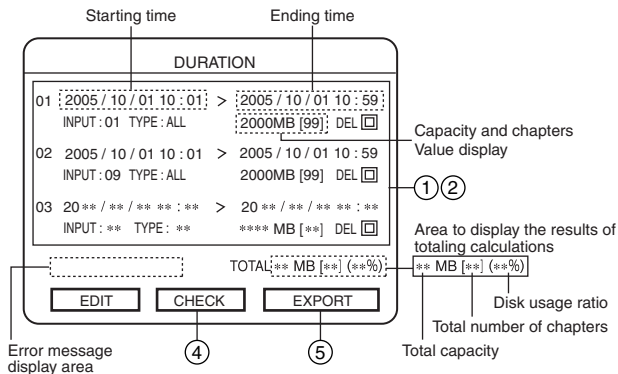 Starting time
Ending time
DURATION
01 2005 / 10 / 01 10 : 01 > 2005 / 10 / 01 10 : 59
INPUT : 01 TYPE : ALL 2000MB [99] DEL
Capacity and chapters
Value display
02 2005 / 10 / 01 10 : 01 > 2005 / 10 / 01 10 : 59
INPUT : 09 TYPE : ALL 2000MB [99] DEL
① ②
03 20 ** / ** / ** ** : ** > 20 ** / ** / ** ** : **
INPUT : ** TYPE : ** **** MB [**] DEL
Area to display the results of
totaling calculations
TOTAL ** MB [**] (**%)
** MB [**] (**%)
Disk usage ratio
Total number of chapters
Total capacity
EDIT CHECK EXPORT
Error message
display area
④
⑤